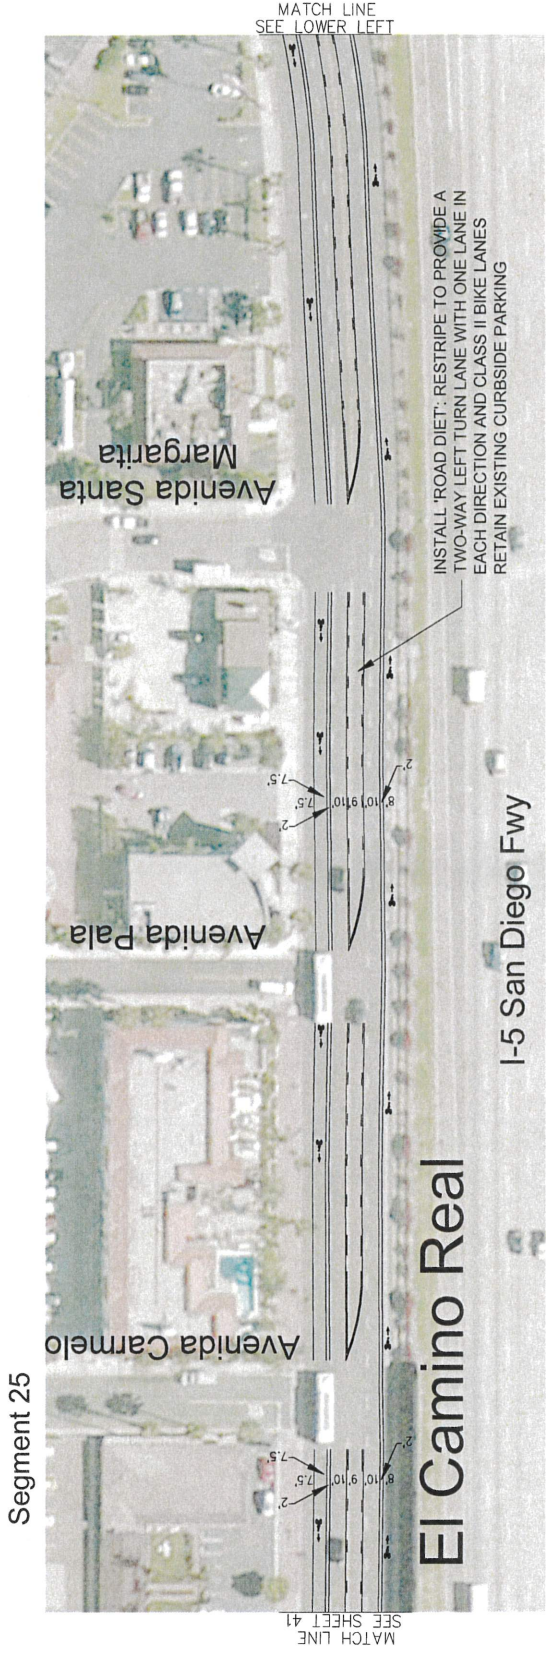 MATCH LINE
SEE LOWER LEFT
Segment 25
Avenida Santa
Margarita
INSTALL 'ROAD DIET': RESTRIPE TO PROVIDE A
TWO-WAY LEFT TURN LANE WITH ONE LANE IN
EACH DIRECTION AND CLASS II BIKE LANES
RETAIN EXISTING CURBSIDE PARKING
7.5'
7.5'
2'
10'
9'
10'
8'
2'
Avenida Pala
I-5 San Diego Fwy
Avenida Carmelo
El Camino Real
7.5'
7.5'
2'
10'
9'
10'
8'
2'
MATCH LINE
SEE SHEET 41